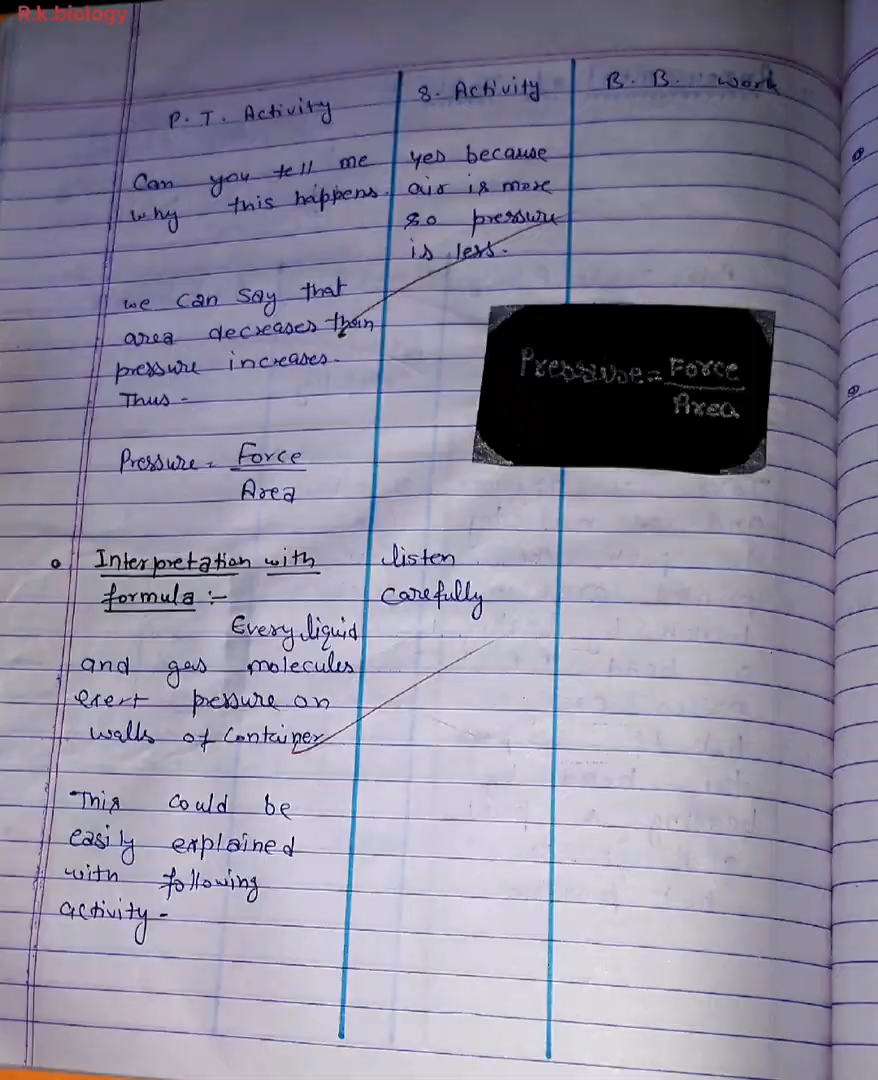 R.k.biology
P. T. Activity
S. Activity
B. B. Work
Can you tell me
why this happens.
yes because
air is more
so pressure
is less.
we can say that
area decreases then
pressure increases.
Thus -
Pressure = Force
Area
Pressure = Force
Area
Interpretation with
formula :-
listen
carefully
Every liquid
and gas molecules
exert pressure on
walls of Container
This could be
easily explained
with following
activity -